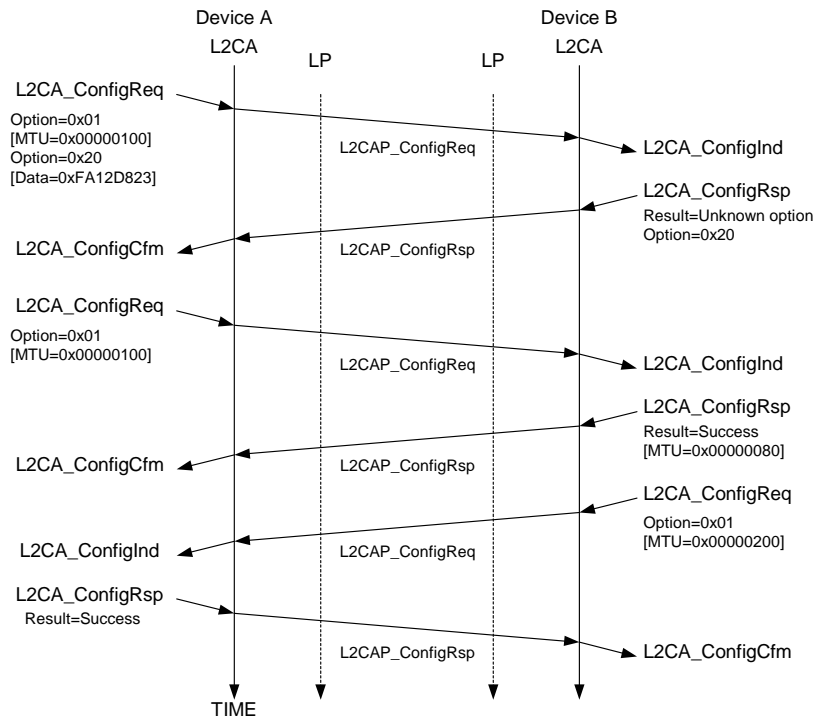 Device A
Device B
L2CA
LP
LP
L2CA
L2CA_ConfigReq
Option=0x01
[MTU=0x00000100]
Option=0x20
[Data=0xFA12D823]
L2CAP_ConfigReq
L2CA_ConfigInd
L2CA_ConfigRsp
Result=Unknown option
Option=0x20
L2CA_ConfigCfm
L2CAP_ConfigRsp
L2CA_ConfigReq
Option=0x01
[MTU=0x00000100]
L2CAP_ConfigReq
L2CA_ConfigInd
L2CA_ConfigRsp
Result=Success
[MTU=0x00000080]
L2CA_ConfigCfm
L2CAP_ConfigRsp
L2CA_ConfigReq
Option=0x01
[MTU=0x00000200]
L2CA_ConfigInd
L2CAP_ConfigReq
L2CA_ConfigRsp
Result=Success
L2CAP_ConfigRsp
L2CA_ConfigCfm
TIME